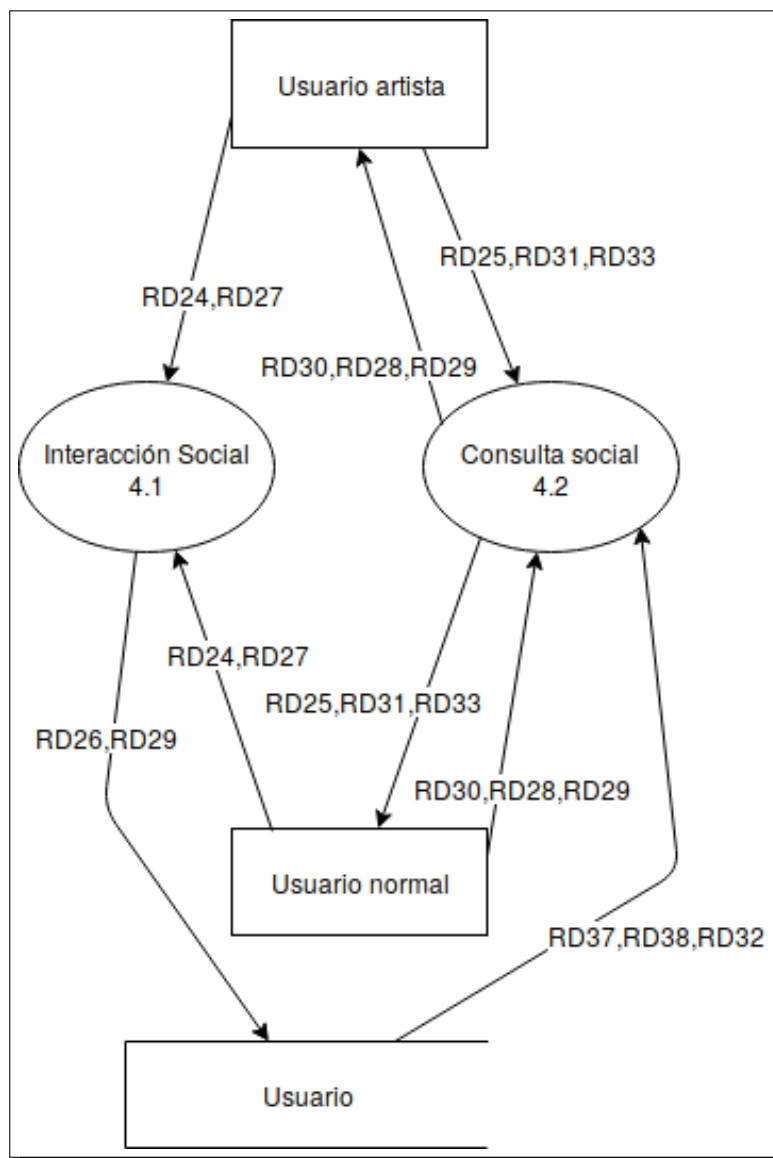 Usuario artista
RD25,RD31,RD33
RD24,RD27
RD30,RD28,RD29
Interacción Social
4.1
Consulta social
4.2
RD24,RD27
RD25,RD31,RD33
RD26,RD29
RD30,RD28,RD29
Usuario normal
RD37,RD38,RD32
Usuario